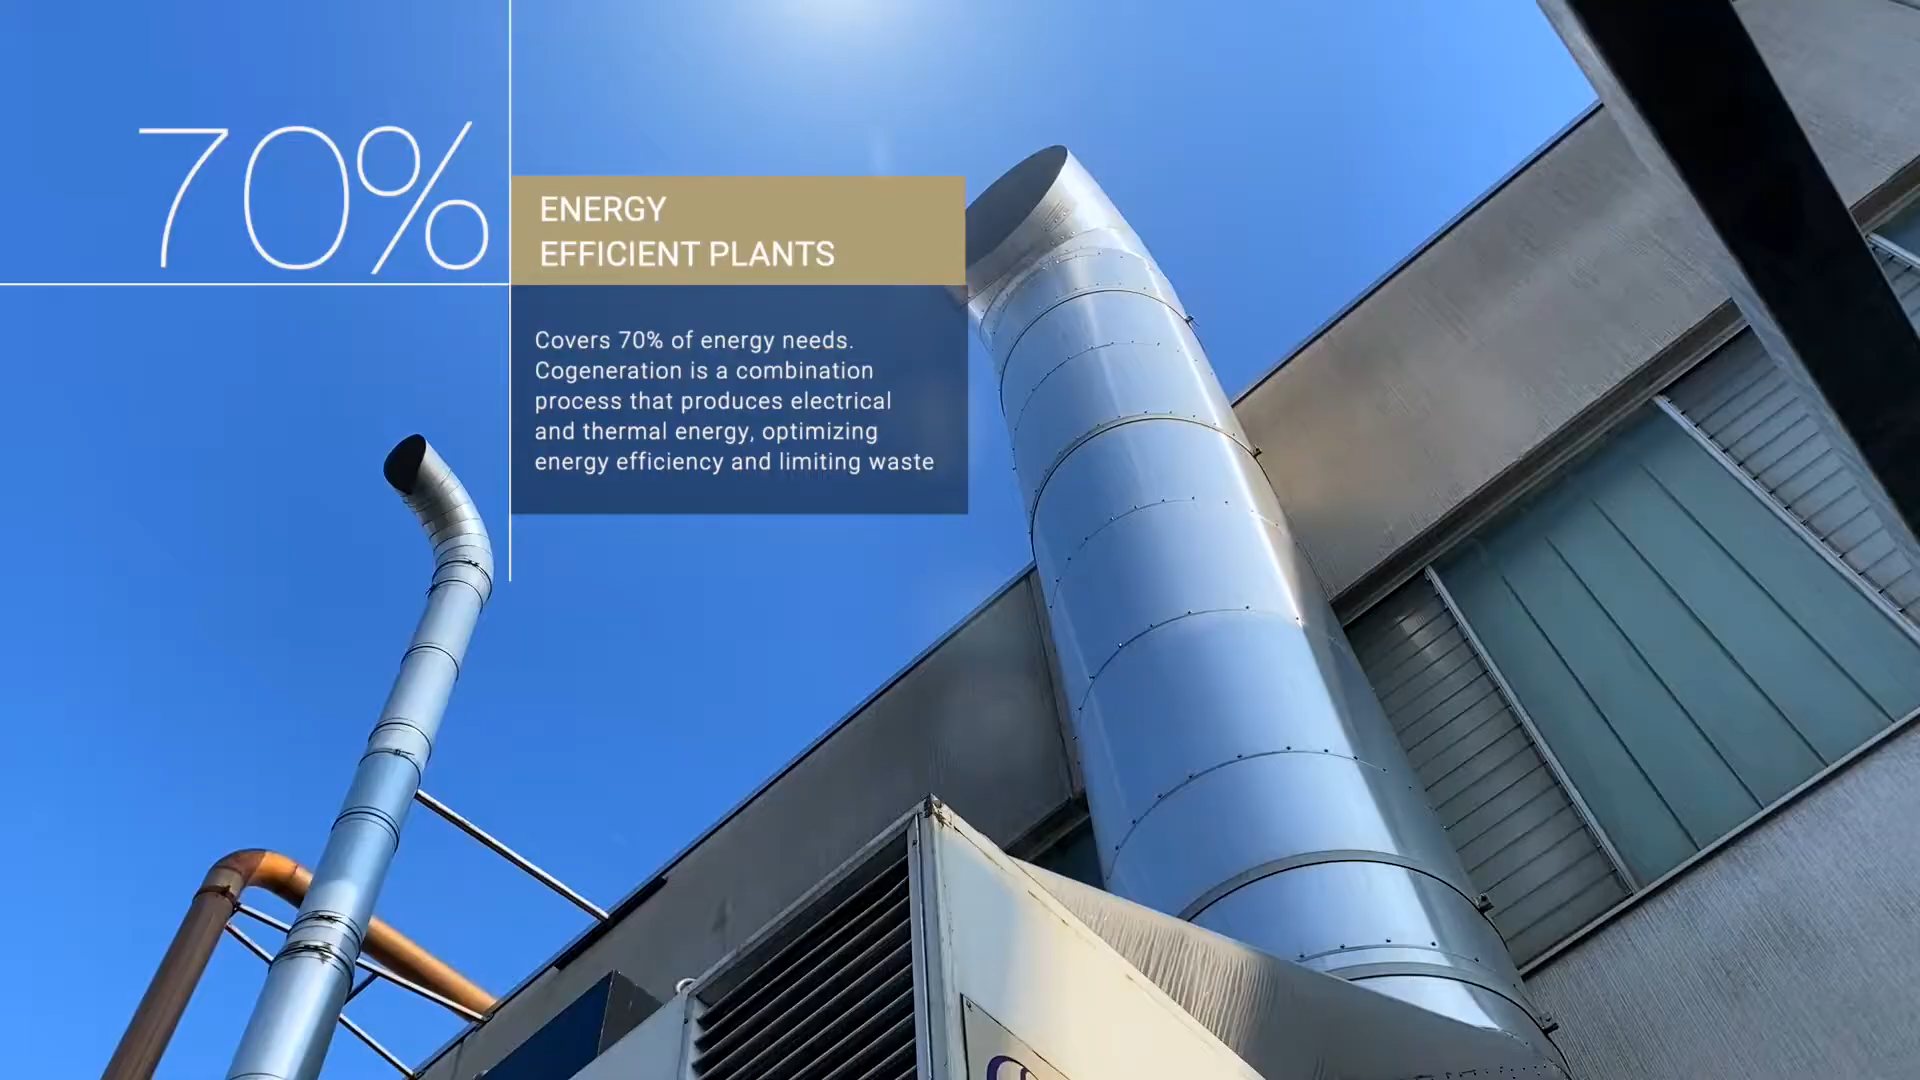 70%
ENERGY
EFFICIENT PLANTS
Covers 70% of energy needs.
Cogeneration is a combination
process that produces electrical
and thermal energy, optimizing
energy efficiency and limiting waste